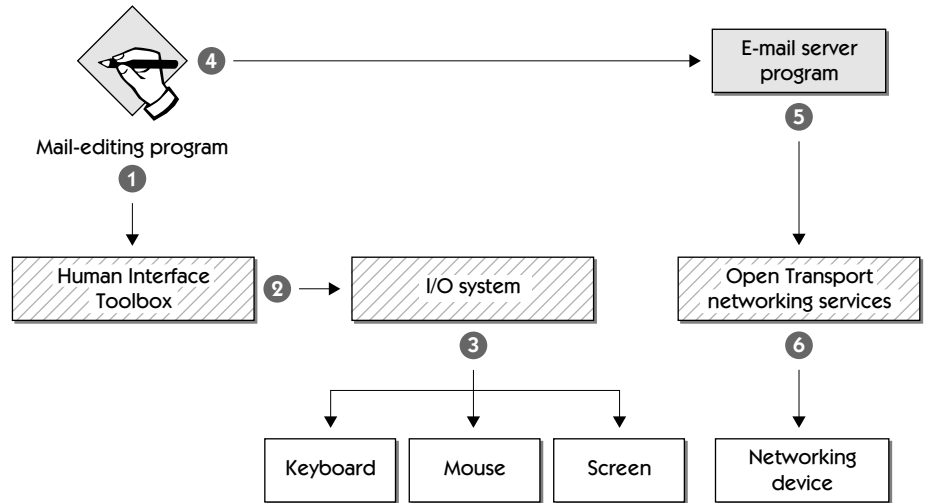 4
E-mail server
program
5
Mail-editing program
1
Human Interface
Toolbox
2
I/O system
Open Transport
networking services
3
6
Keyboard
Mouse
Screen
Networking
device